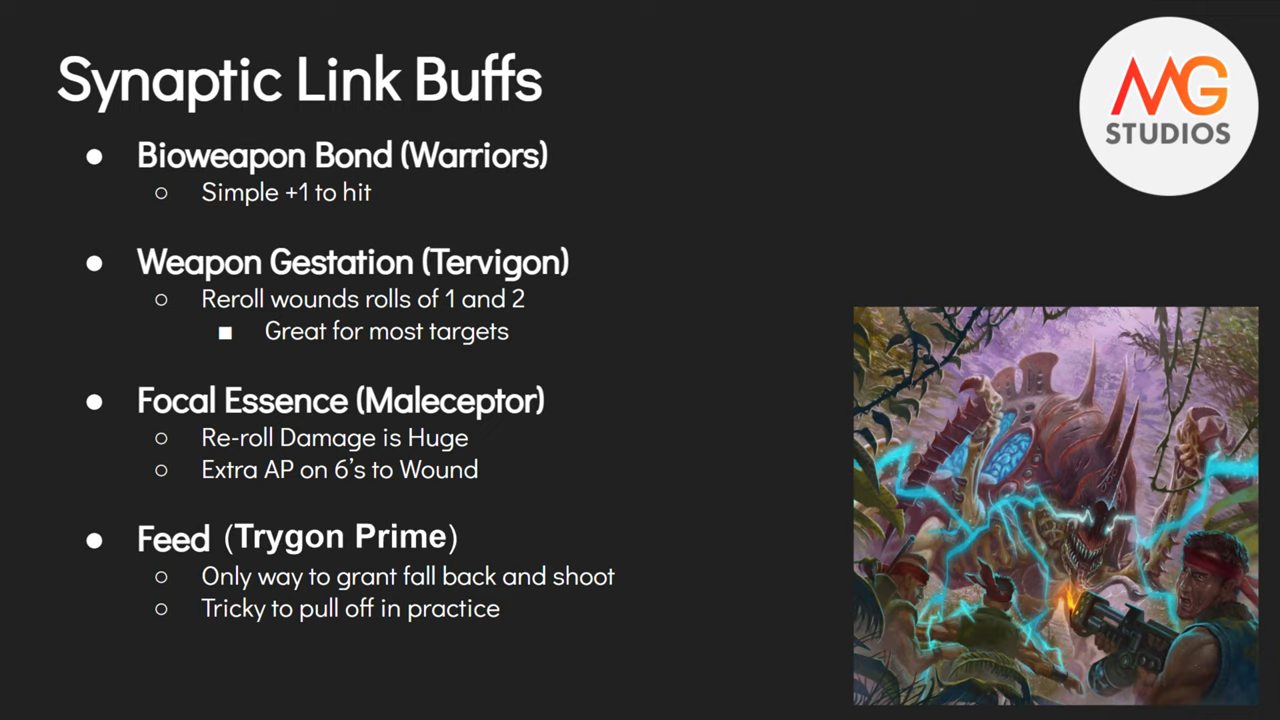 Synaptic Link Buffs
MG
STUDIOS
● Bioweapon Bond (Warriors)
○ Simple +1 to hit
● Weapon Gestation (Tervigon)
○ Reroll wounds rolls of 1 and 2
■ Great for most targets
● Focal Essence (Maleceptor)
○ Re-roll Damage is Huge
○ Extra AP on 6's to Wound
● Feed (Trygon Prime)
○ Only way to grant fall back and shoot
○ Tricky to pull off in practice